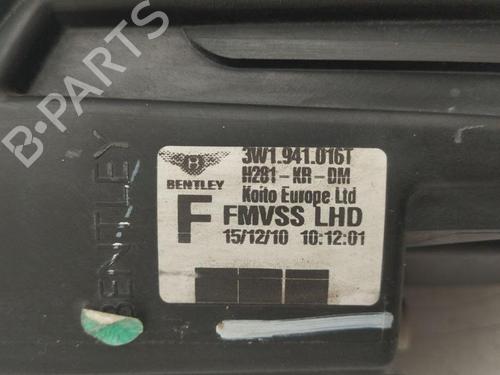 B-PARTS
BENTLEY
3W1.941.016T
H281-KR-DM
BENTLEY
Koito Europe Ltd
F FMVSS LHD
15/12/10 10:12:01